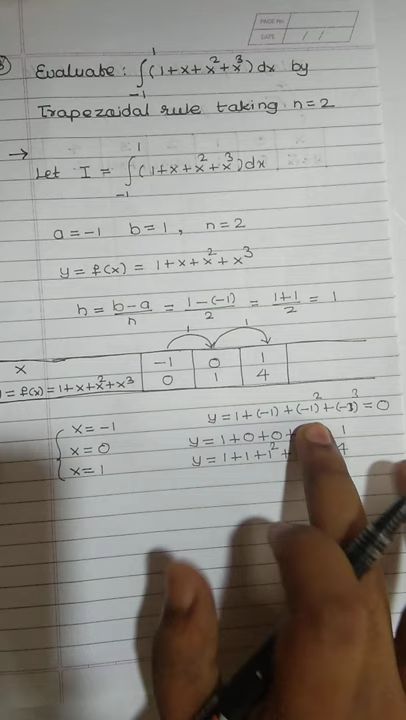 PAGE No
DATE / /
Evaluate : ∫₋₁¹ (1+x+x²+x³) dx by
Trapezoidal rule taking n=2
→ Let I = ∫₋₁¹ (1+x+x²+x³) dx
a = -1 b = 1 , n = 2
y = f(x) = 1+x+x²+x³
h = (b-a)/n = (1-(-1))/2 = (1+1)/2 = 1
1 1
x -1 0 1
= f(x) = 1+x+x²+x³ 0 1 4
x = -1 y = 1+(-1)+(-1)²+(-1)³ = 0
x = 0 y = 1+0+0+ 1
x = 1 y = 1+1+1²+ 4